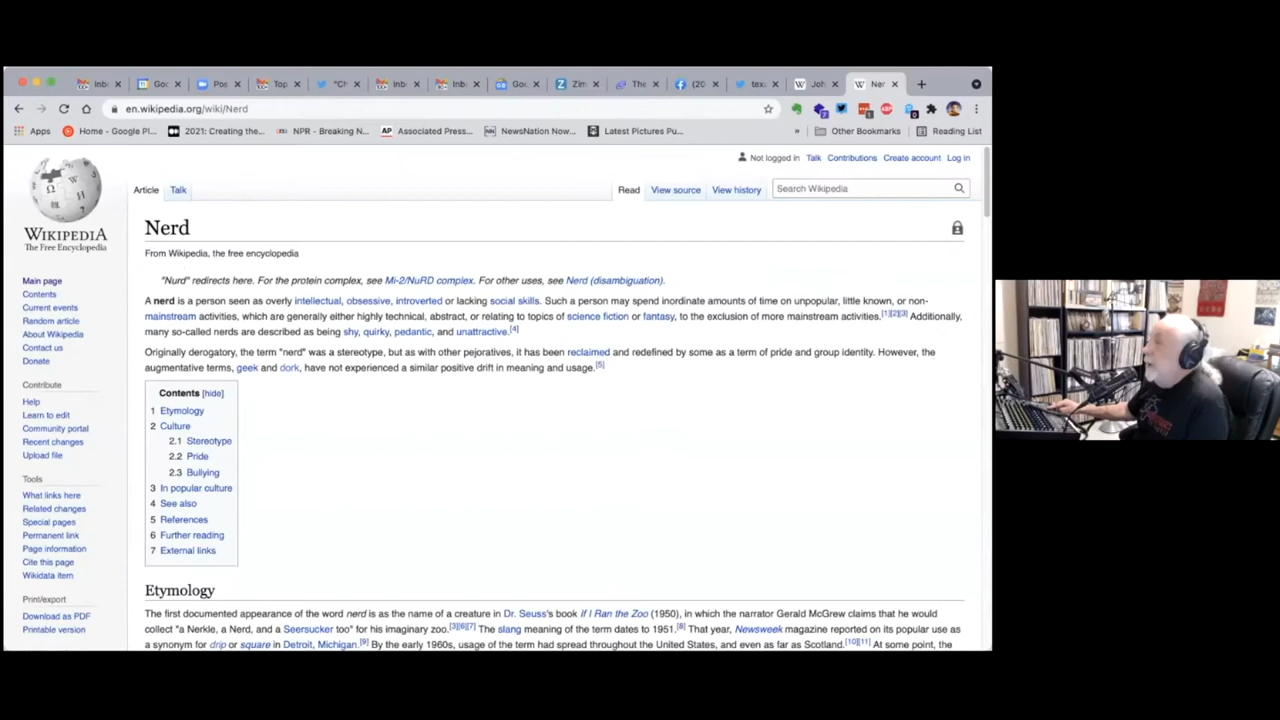 Inb
Goc
Pos
Top
"Ch
Inb
Inb
Goo
Zim
The
(20
tex
Joh
Ner
en.wikipedia.org/wiki/Nerd
Apps
Home - Google Pl...
2021: Creating the...
NPR - Breaking N...
AP Associated Press...
NewsNation Now...
Latest Pictures Pu...
»
Other Bookmarks
Reading List
Not logged in Talk Contributions Create account Log in
Article Talk
Read View source View history
Search Wikipedia
WIKIPEDIA
The Free Encyclopedia
Main page
Contents
Current events
Random article
About Wikipedia
Contact us
Donate
Contribute
Help
Learn to edit
Community portal
Recent changes
Upload file
Tools
What links here
Related changes
Special pages
Permanent link
Page information
Cite this page
Wikidata item
Print/export
Download as PDF
Printable version
Nerd
From Wikipedia, the free encyclopedia
"Nurd" redirects here. For the protein complex, see Mi-2/NuRD complex. For other uses, see Nerd (disambiguation).
A nerd is a person seen as overly intellectual, obsessive, introverted or lacking social skills. Such a person may spend inordinate amounts of time on unpopular, little known, or non-
mainstream activities, which are generally either highly technical, abstract, or relating to topics of science fiction or fantasy, to the exclusion of more mainstream activities.[1][2][3] Additionally,
many so-called nerds are described as being shy, quirky, pedantic, and unattractive.[4]
Originally derogatory, the term "nerd" was a stereotype, but as with other pejoratives, it has been reclaimed and redefined by some as a term of pride and group identity. However, the
augmentative terms, geek and dork, have not experienced a similar positive drift in meaning and usage.[5]
Contents [hide]
1 Etymology
2 Culture
2.1 Stereotype
2.2 Pride
2.3 Bullying
3 In popular culture
4 See also
5 References
6 Further reading
7 External links
Etymology
The first documented appearance of the word nerd is as the name of a creature in Dr. Seuss's book If I Ran the Zoo (1950), in which the narrator Gerald McGrew claims that he would
collect "a Nerkle, a Nerd, and a Seersucker too" for his imaginary zoo.[3][6][7] The slang meaning of the term dates to 1951.[8] That year, Newsweek magazine reported on its popular use as
a synonym for drip or square in Detroit, Michigan.[9] By the early 1960s, usage of the term had spread throughout the United States, and even as far as Scotland.[10][11] At some point, the